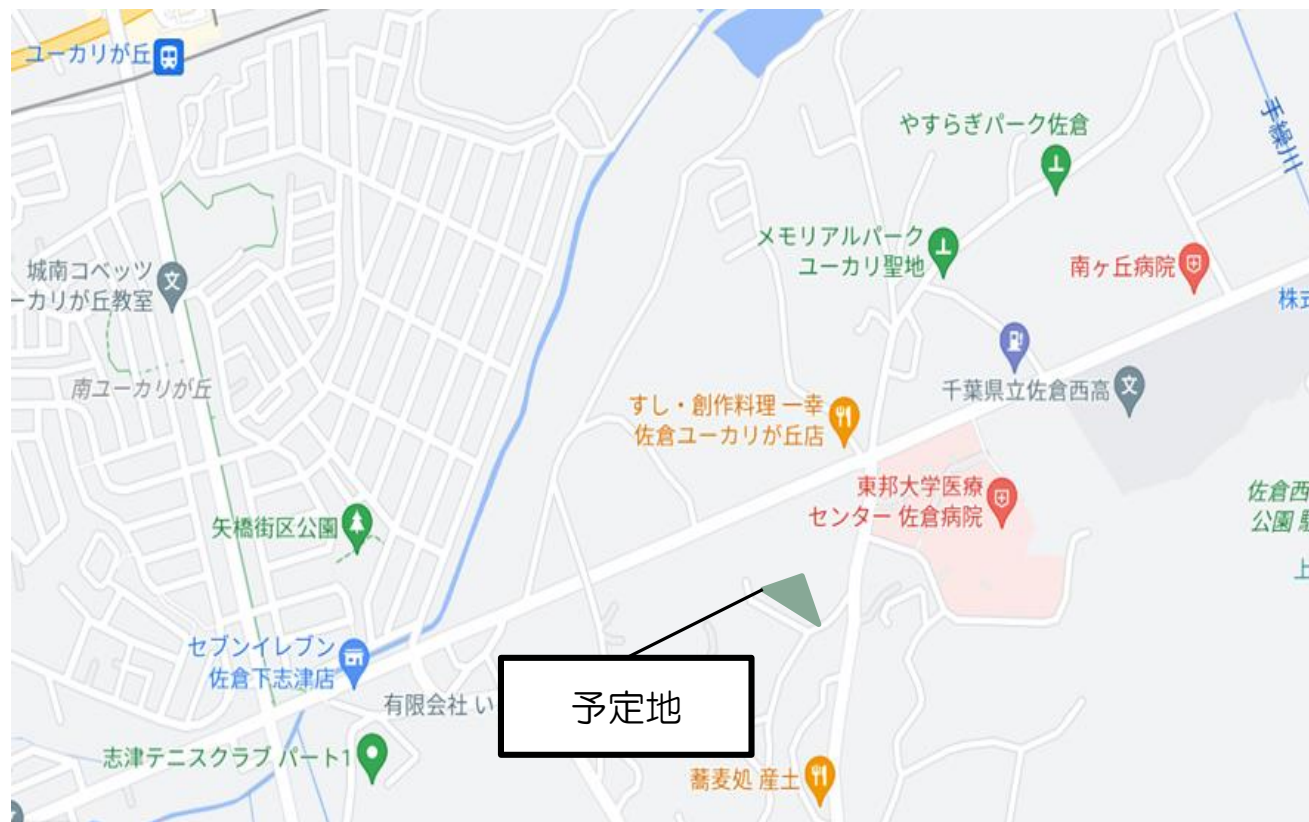 ユーカリが丘
やすらぎパーク佐倉
手繰川
メモリアルパーク
ユーカリ聖地
南ヶ丘病院
城南コベッツ
ーカリが丘教室
株式
南ユーカリが丘
千葉県立佐倉西高
すし・創作料理 一幸
佐倉ユーカリが丘店
東邦大学医療
センター 佐倉病院
佐倉西
公園
矢橋街区公園
上
セブンイレブン
佐倉下志津店
有限会社 い
予定地
志津テニスクラブ パート1
蕎麦処 産土